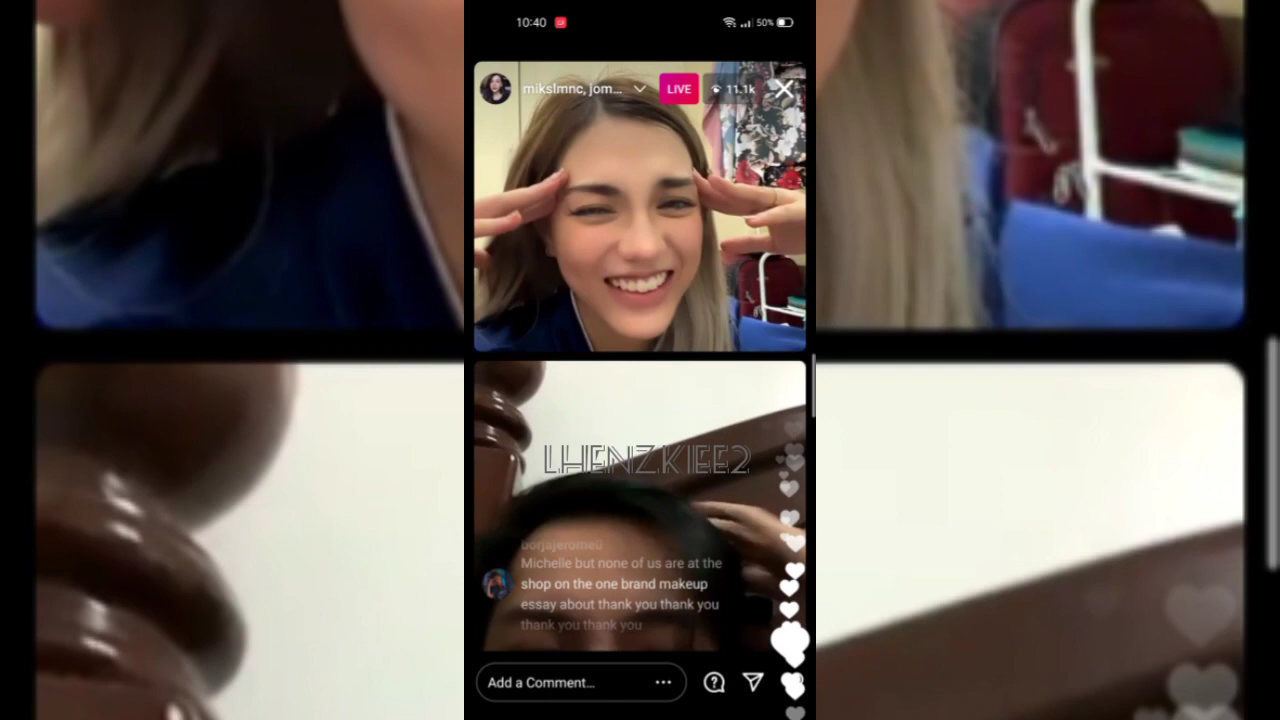 10:40
50%
mikslmnc, jom...
LIVE
11.1k
LHENZKIEE2
borjajerome0
Michelle but none of us are at the
shop on the one brand makeup
essay about thank you thank you
thank you thank you
Add a Comment...